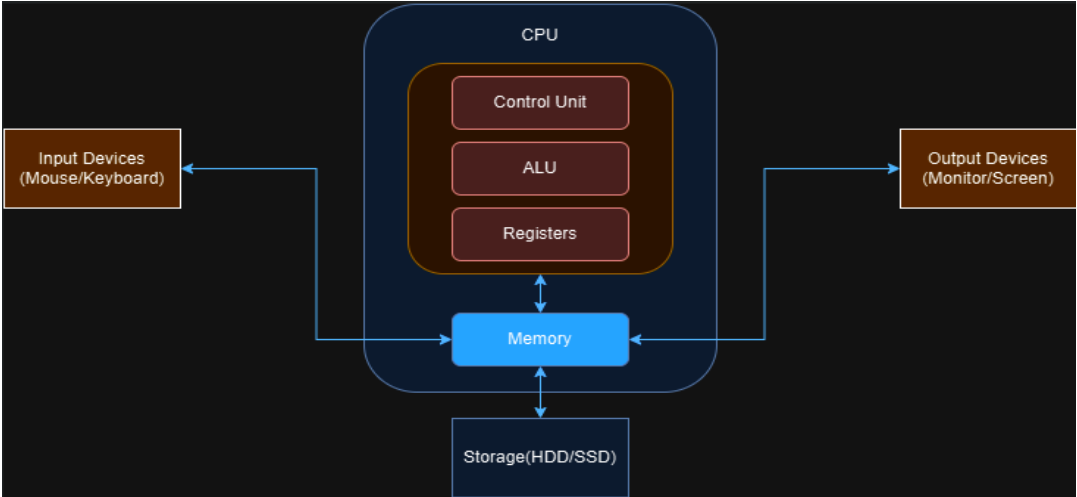 CPU
Control Unit
Input Devices
(Mouse/Keyboard)
ALU
Output Devices
(Monitor/Screen)
Registers
Memory
Storage(HDD/SSD)